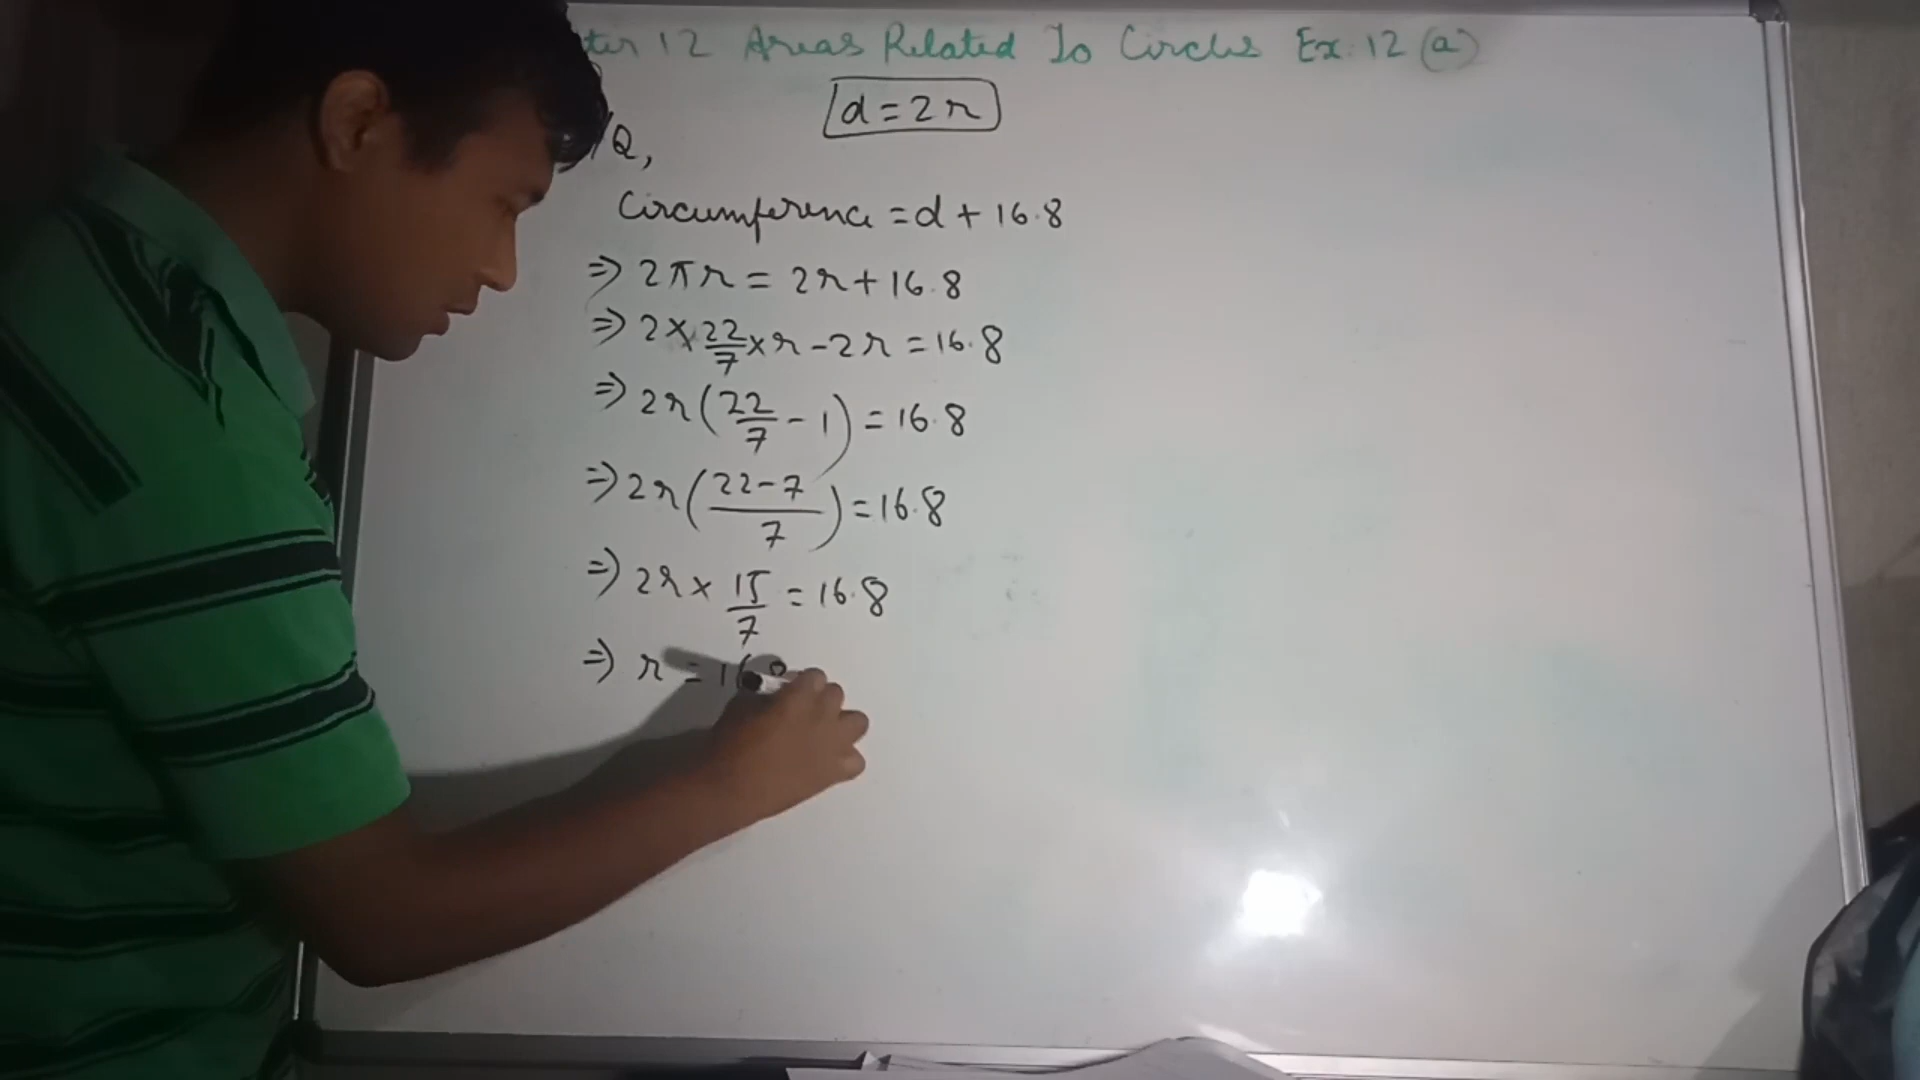 ter 12 Areas Related To Circles Ex: 12 (a)
d = 2r
/Q,
Circumference = d + 16.8
⇒ 2πr = 2r + 16.8
⇒ 2 × 22/7 × r - 2r = 16.8
⇒ 2r (22/7 - 1) = 16.8
⇒ 2r ((22-7)/7) = 16.8
⇒ 2r × 15/7 = 16.8
⇒ r = 16.8